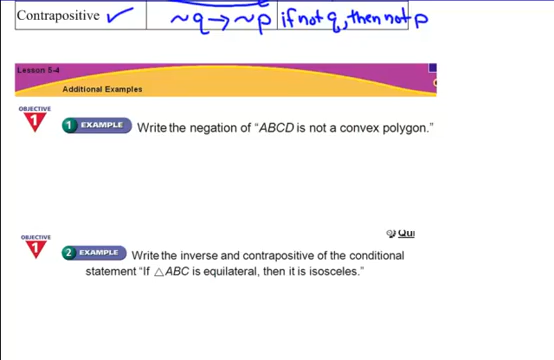 Contrapositive ✓ ~q → ~p if not q, then not p
Lesson 5-4
Additional Examples
OBJECTIVE
1
1 EXAMPLE Write the negation of “ABCD is not a convex polygon.”
OBJECTIVE
1
2 EXAMPLE Write the inverse and contrapositive of the conditional
statement “If △ABC is equilateral, then it is isosceles.”